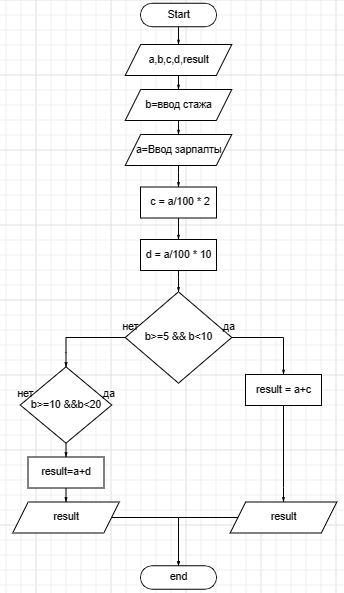 Start
a,b,c,d,result
b=ввод стажа
a=Ввод зарпалты
c = a/100 * 2
d = a/100 * 10
нет
да
b>=5 && b<10
result = a+c
нет
да
b>=10 &&b<20
result=a+d
result
result
end